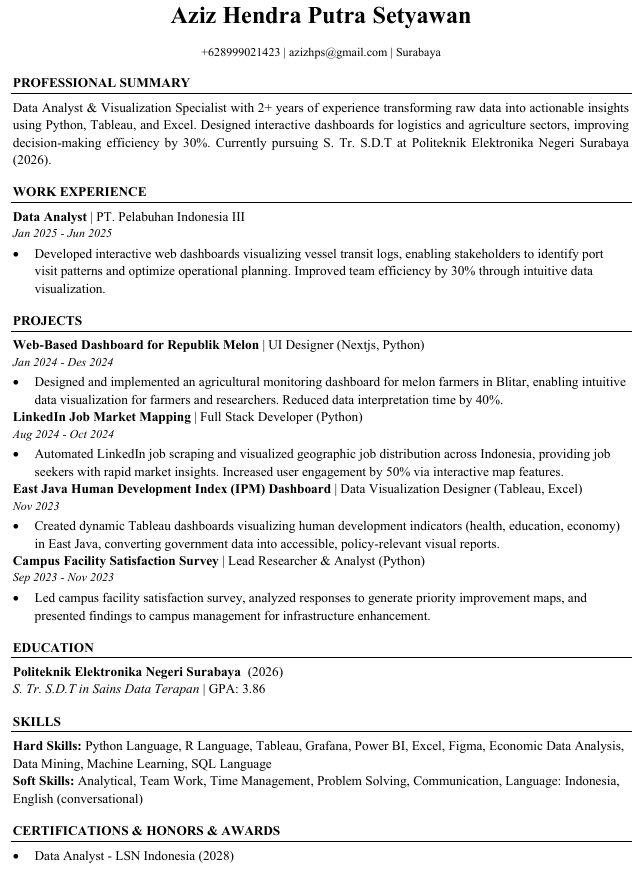 Aziz Hendra Putra Setyawan
+628999021423 | azizhps@gmail.com | Surabaya
PROFESSIONAL SUMMARY
Data Analyst & Visualization Specialist with 2+ years of experience transforming raw data into actionable insights
using Python, Tableau, and Excel. Designed interactive dashboards for logistics and agriculture sectors, improving
decision-making efficiency by 30%. Currently pursuing S. Tr. S.D.T at Politeknik Elektronika Negeri Surabaya
(2026).
WORK EXPERIENCE
Data Analyst | PT. Pelabuhan Indonesia III
Jan 2025 - Jun 2025
● Developed interactive web dashboards visualizing vessel transit logs, enabling stakeholders to identify port
visit patterns and optimize operational planning. Improved team efficiency by 30% through intuitive data
visualization.
PROJECTS
Web-Based Dashboard for Republik Melon | UI Designer (Nextjs, Python)
Jan 2024 - Des 2024
● Designed and implemented an agricultural monitoring dashboard for melon farmers in Blitar, enabling intuitive
data visualization for farmers and researchers. Reduced data interpretation time by 40%.
LinkedIn Job Market Mapping | Full Stack Developer (Python)
Aug 2024 - Oct 2024
● Automated LinkedIn job scraping and visualized geographic job distribution across Indonesia, providing job
seekers with rapid market insights. Increased user engagement by 50% via interactive map features.
East Java Human Development Index (IPM) Dashboard | Data Visualization Designer (Tableau, Excel)
Nov 2023
● Created dynamic Tableau dashboards visualizing human development indicators (health, education, economy)
in East Java, converting government data into accessible, policy-relevant visual reports.
Campus Facility Satisfaction Survey | Lead Researcher & Analyst (Python)
Sep 2023 - Nov 2023
● Led campus facility satisfaction survey, analyzed responses to generate priority improvement maps, and
presented findings to campus management for infrastructure enhancement.
EDUCATION
Politeknik Elektronika Negeri Surabaya (2026)
S. Tr. S.D.T in Sains Data Terapan | GPA: 3.86
SKILLS
Hard Skills: Python Language, R Language, Tableau, Grafana, Power BI, Excel, Figma, Economic Data Analysis,
Data Mining, Machine Learning, SQL Language
Soft Skills: Analytical, Team Work, Time Management, Problem Solving, Communication, Language: Indonesia,
English (conversational)
CERTIFICATIONS & HONORS & AWARDS
● Data Analyst - LSN Indonesia (2028)